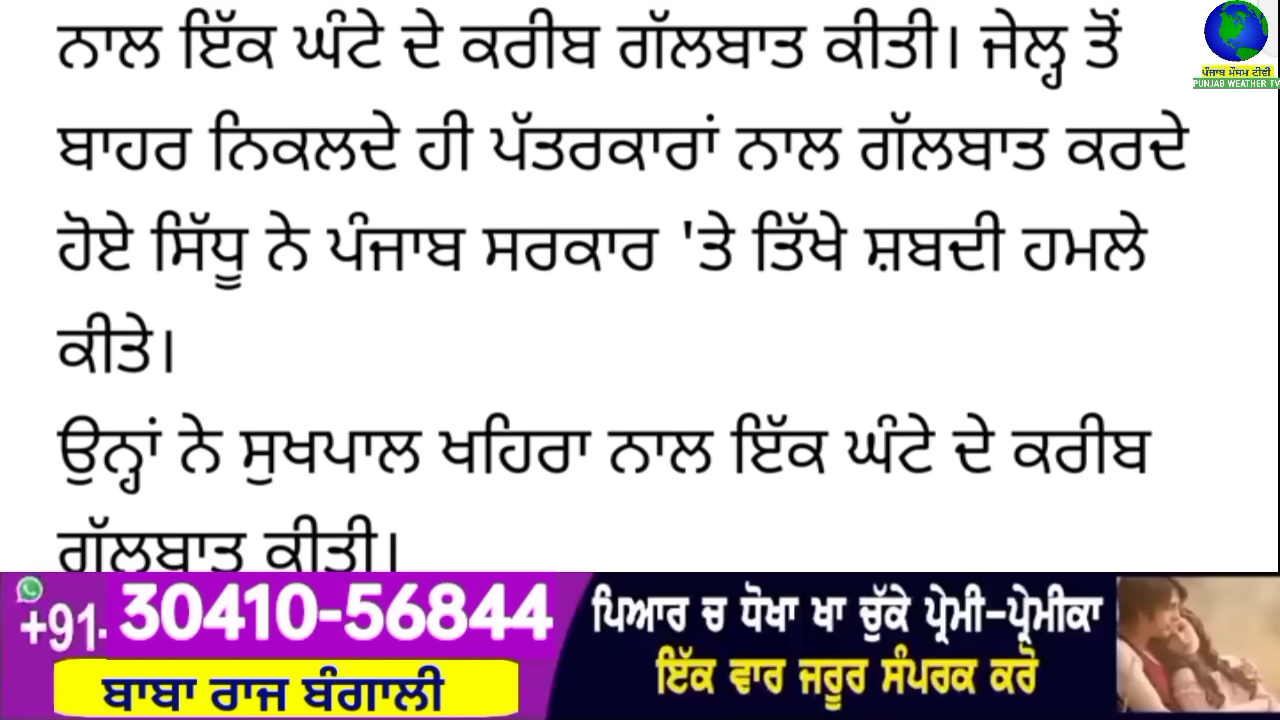 ਨਾਲ ਇੱਕ ਘੰਟੇ ਦੇ ਕਰੀਬ ਗੱਲਬਾਤ ਕੀਤੀ। ਜੇਲ੍ਹ ਤੋਂ
ਬਾਹਰ ਨਿਕਲਦੇ ਹੀ ਪੱਤਰਕਾਰਾਂ ਨਾਲ ਗੱਲਬਾਤ ਕਰਦੇ
ਹੋਏ ਸਿੱਧੂ ਨੇ ਪੰਜਾਬ ਸਰਕਾਰ 'ਤੇ ਤਿੱਖੇ ਸ਼ਬਦੀ ਹਮਲੇ
ਕੀਤੇ।
ਉਨ੍ਹਾਂ ਨੇ ਸੁਖਪਾਲ ਖਹਿਰਾ ਨਾਲ ਇੱਕ ਘੰਟੇ ਦੇ ਕਰੀਬ
ਗੱਲਬਾਤ ਕੀਤੀ।
ਪੰਜਾਬ ਮੌਸਮ ਟੀਵੀ
PUNJAB WEATHER TV
+91- 30410-56844
ਬਾਬਾ ਰਾਜ ਬੰਗਾਲੀ
ਪਿਆਰ ਚ ਧੋਖਾ ਖਾ ਚੁੱਕੇ ਪ੍ਰੇਮੀ-ਪ੍ਰੇਮੀਕਾ
ਇੱਕ ਵਾਰ ਜਰੂਰ ਸੰਪਰਕ ਕਰੋ